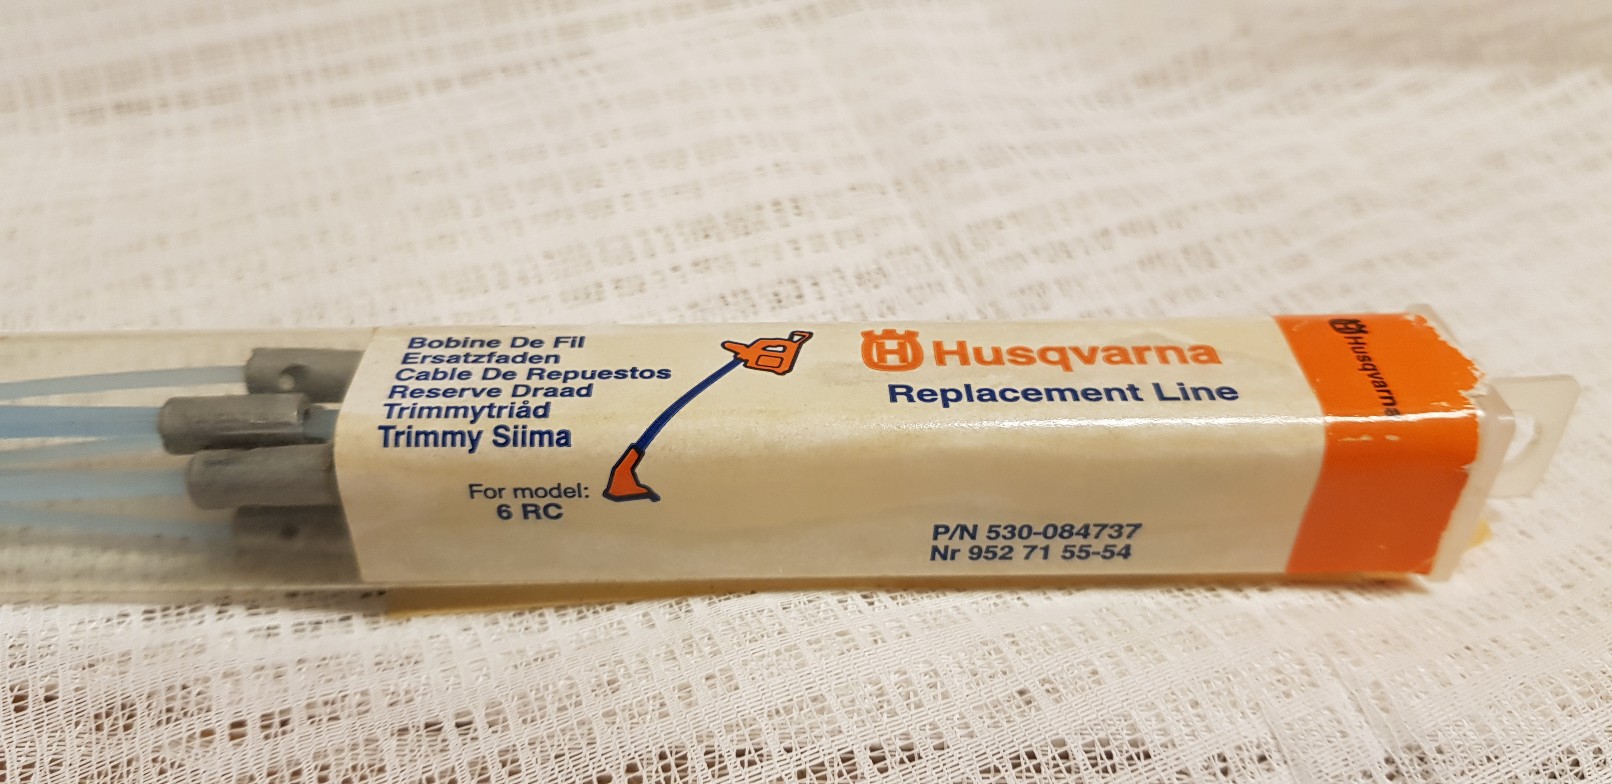 Bobine De Fil
Ersatzfaden
Cable De Repuestos
Reserve Draad
Trimmytriåd
Trimmy Siima
For model:
6 RC
Husqvarna
Replacement Line
P/N 530-084737
Nr 952 71 55-54
Husqvarna